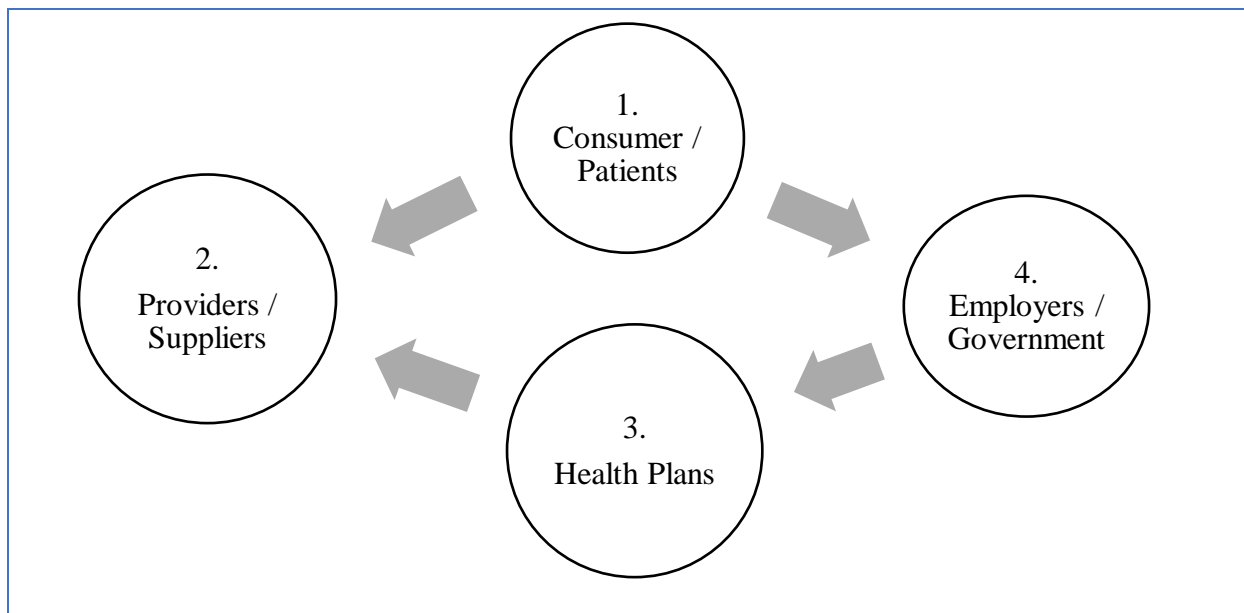 1.
Consumer /
Patients
2.
Providers /
Suppliers
3.
Health Plans
4.
Employers /
Government